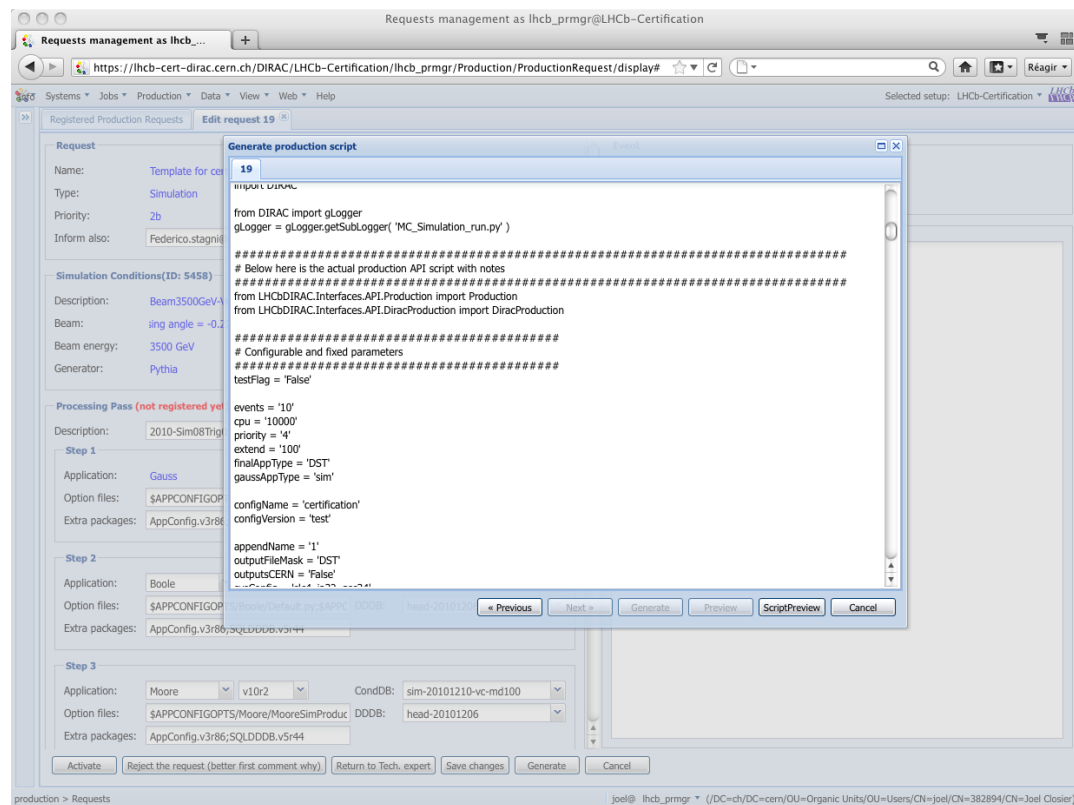 Requests management as lhcb_prmgr@LHCb-Certification
Requests management as lhcb_... +
https://lhcb-cert-dirac.cern.ch/DIRAC/LHCb-Certification/lhcb_prmgr/Production/ProductionRequest/display#
Réagir
Systems Jobs Production Data View Web Help Selected setup: LHCb-Certification
Registered Production Requests Edit request 19
Request Event
Generate production script
19
Name: Template for cer
Type: Simulation
Priority: 2b
Inform also: Federico.stagni
Simulation Conditions(ID: 5458)
Description: Beam3500GeV-
Beam: sing angle = -0.2
Beam energy: 3500 GeV
Generator: Pythia
Processing Pass (not registered yet
Description: 2010-Sim08Trig
Step 1
Application: Gauss
Option files: $APPCONFIGOP
Extra packages: AppConfig.v3r86
Step 2
Application: Boole
Option files: $APPCONFIGOPTS/Boole/Default.py;$APPC DDDB: head-20101206
Extra packages: AppConfig.v3r86;SQLDDDB.v5r44
import DIRAC
from DIRAC import gLogger
gLogger = gLogger.getSubLogger( 'MC_Simulation_run.py' )
##################################################################################
# Below here is the actual production API script with notes
##################################################################################
from LHCbDIRAC.Interfaces.API.Production import Production
from LHCbDIRAC.Interfaces.API.DiracProduction import DiracProduction
############################################
# Configurable and fixed parameters
############################################
testFlag = 'False'
events = '10'
cpu = '10000'
priority = '4'
extend = '100'
finalAppType = 'DST'
gaussAppType = 'sim'
configName = 'certification'
configVersion = 'test'
appendName = '1'
outputFileMask = 'DST'
outputsCERN = 'False'
« Previous Next » Generate Preview ScriptPreview Cancel
Step 3
Application: Moore v10r2 CondDB: sim-20101210-vc-md100
Option files: $APPCONFIGOPTS/Moore/MooreSimProduc DDDB: head-20101206
Extra packages: AppConfig.v3r86;SQLDDDB.v5r44
Activate Reject the request (better first comment why) Return to Tech. expert Save changes Generate Cancel
production > Requests joel@ lhcb_prmgr (/DC=ch/DC=cern/OU=Organic Units/OU=Users/CN=joel/CN=382894/CN=Joel Closier